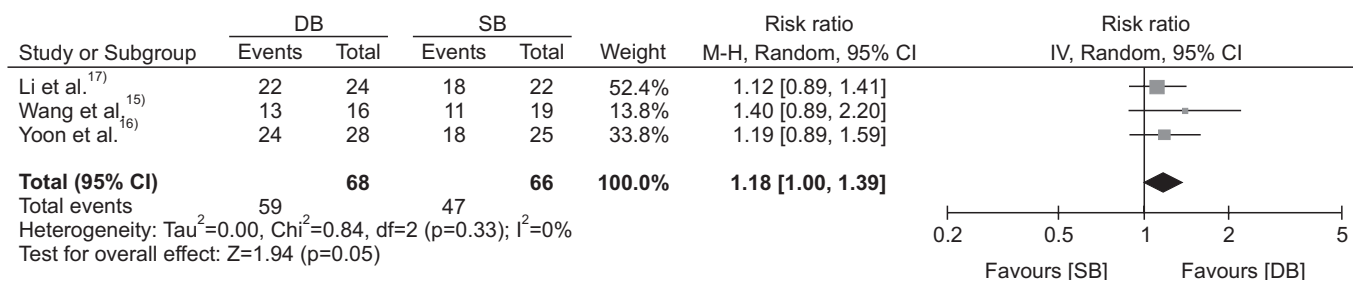 DB SB Risk ratio Risk ratio
Study or Subgroup Events Total Events Total Weight M-H, Random, 95% CI IV, Random, 95% CI
Li et al.17) 22 24 18 22 52.4% 1.12 [0.89, 1.41]
Wang et al.15) 13 16 11 19 13.8% 1.40 [0.89, 2.20]
Yoon et al.16) 24 28 18 25 33.8% 1.19 [0.89, 1.59]
Total (95% CI) 68 66 100.0% 1.18 [1.00, 1.39]
Total events 59 47
Heterogeneity: Tau2=0.00, Chi2=0.84, df=2 (p=0.33); I2=0%
Test for overall effect: Z=1.94 (p=0.05)
0.2 0.5 1 2 5
Favours [SB] Favours [DB]